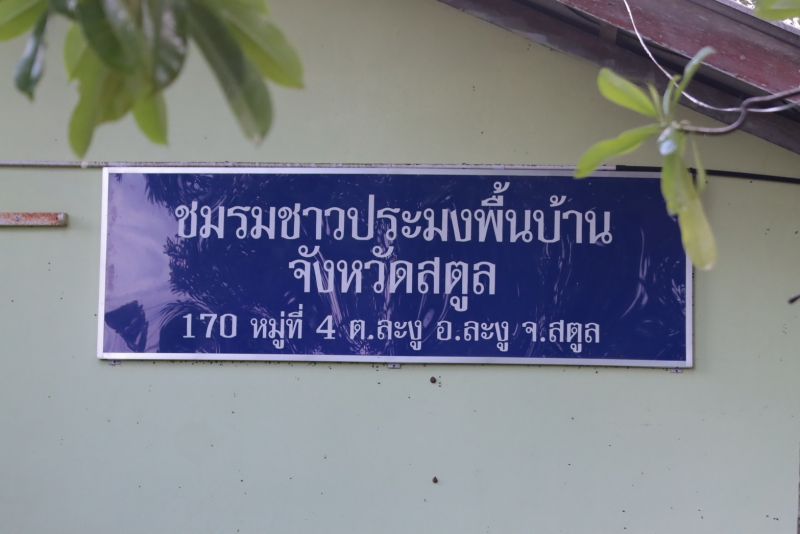 ชมรมชาวประมงพื้นบ้าน
จังหวัดสตูล
170 หมู่ที่ 4 ต.ละงู อ.ละงู จ.สตูล